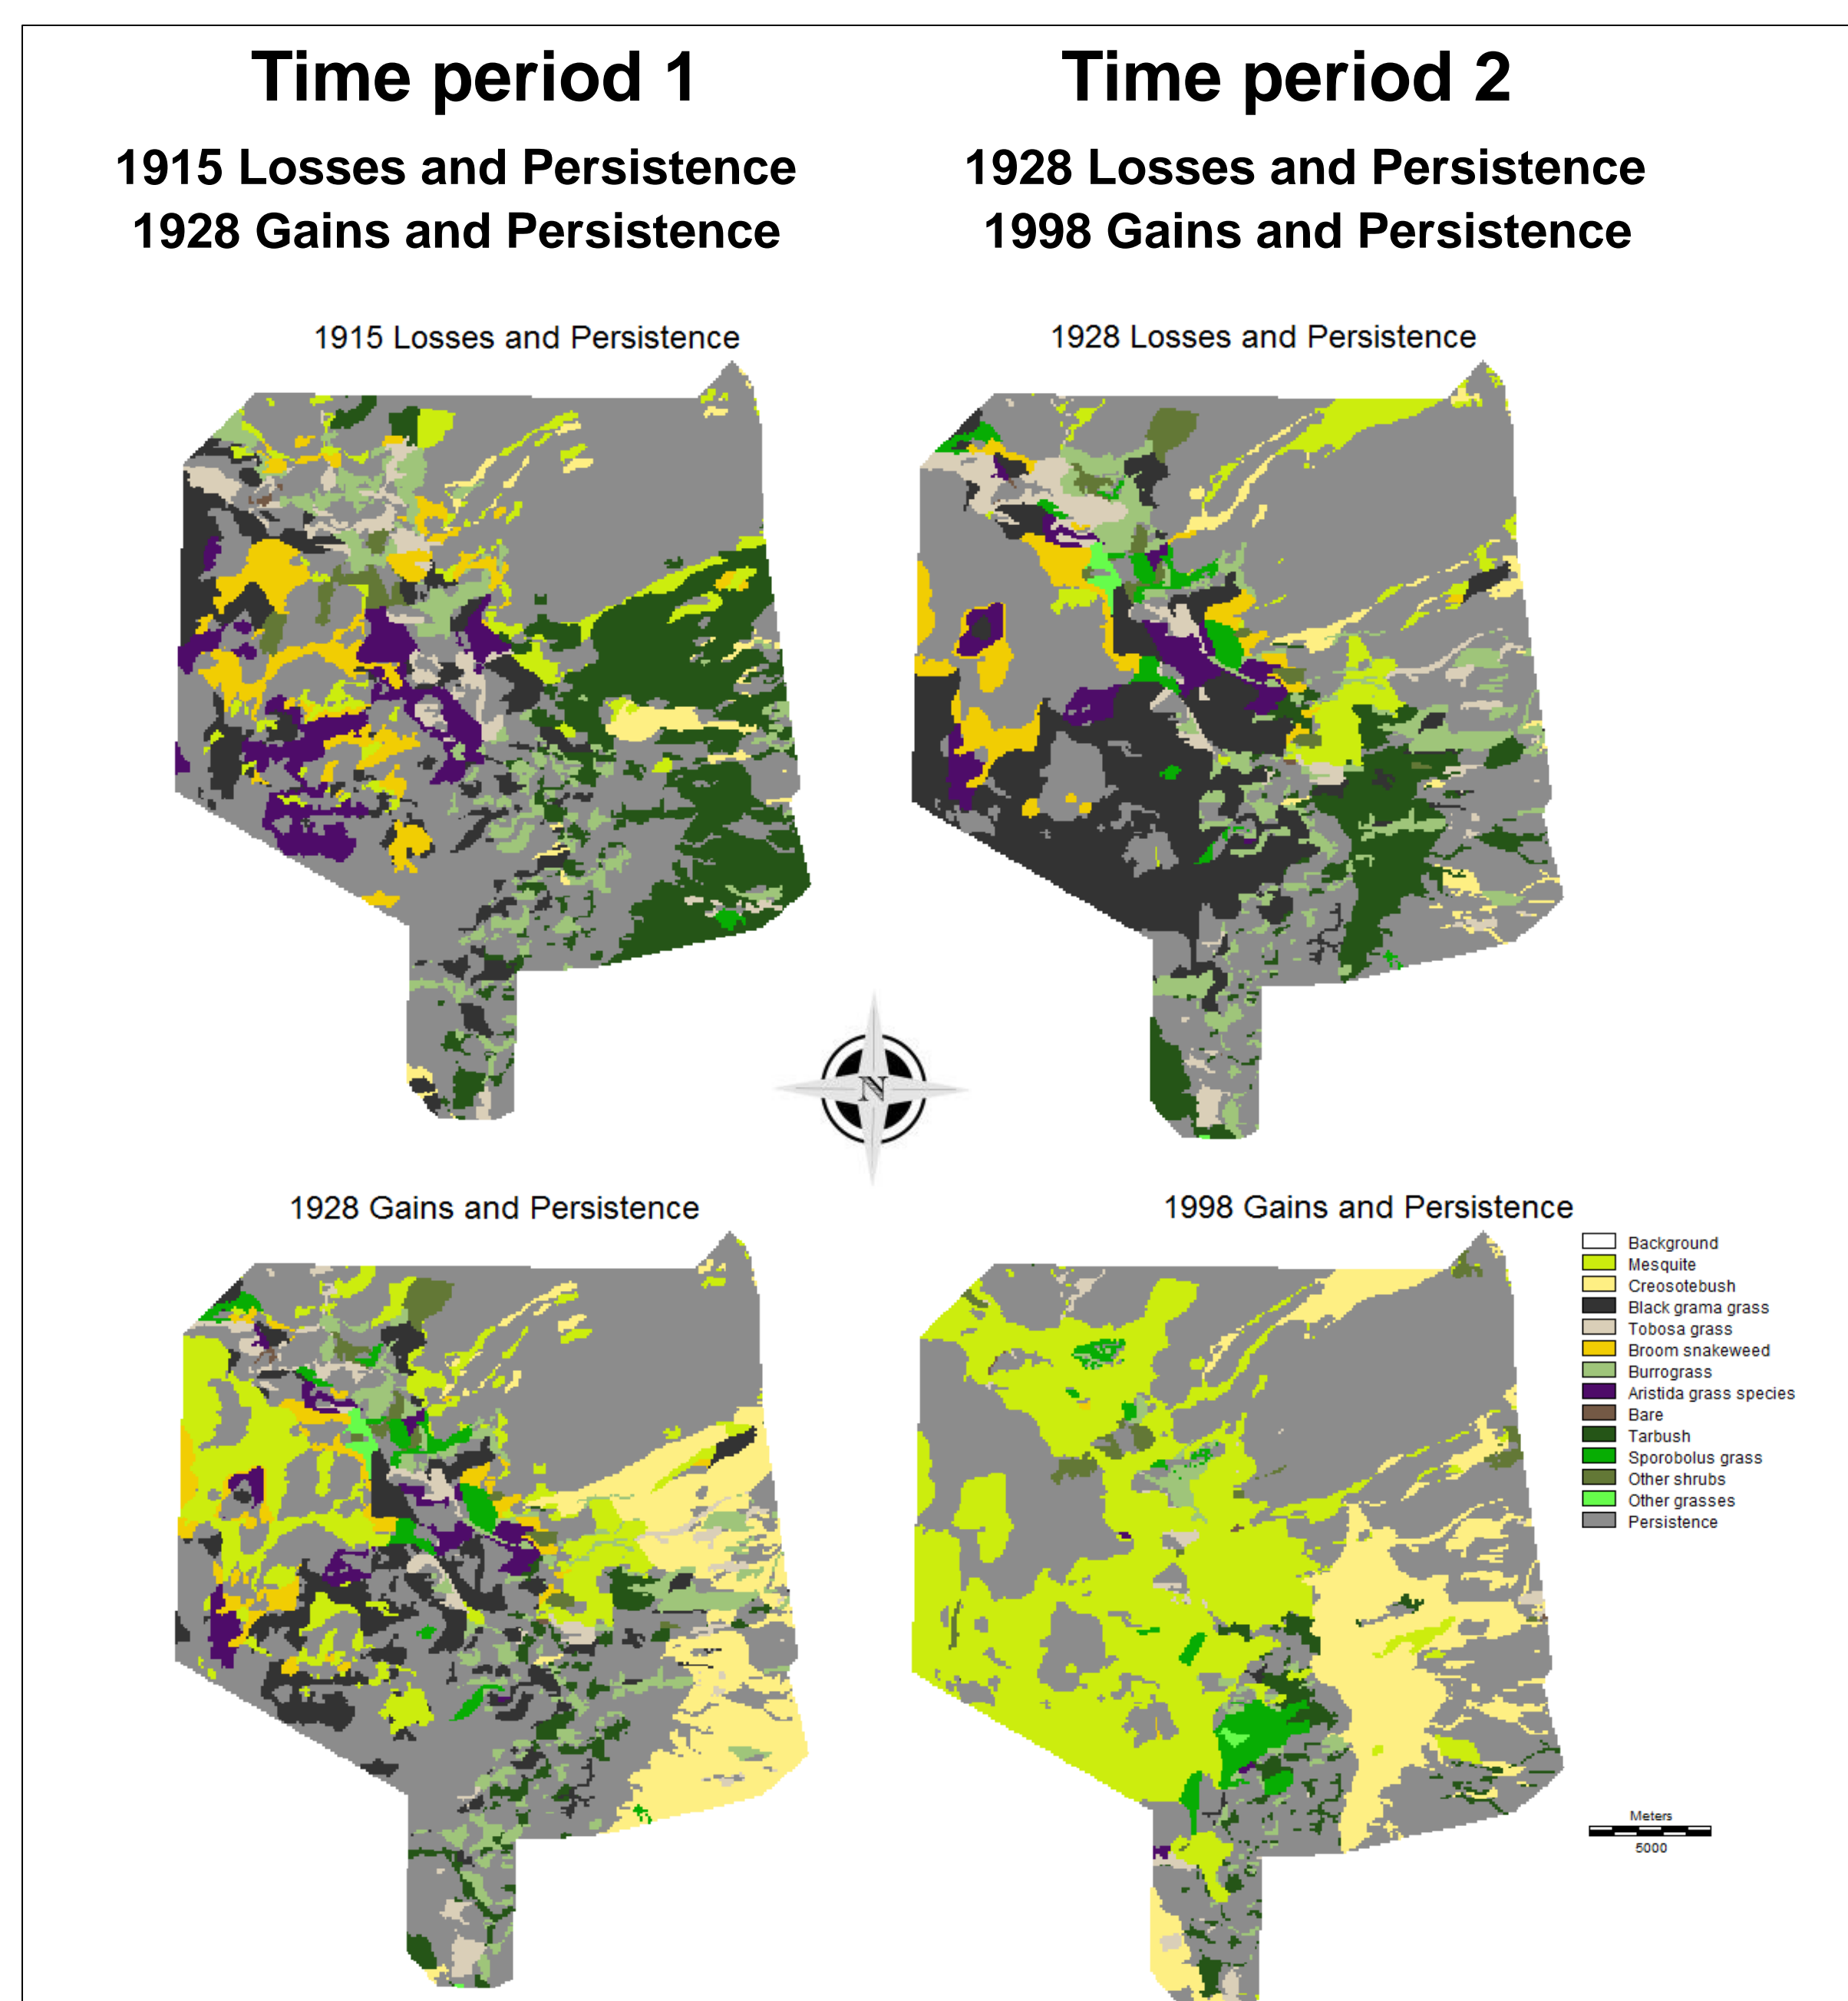 Time period 1
1915 Losses and Persistence
1928 Gains and Persistence
Time period 2
1928 Losses and Persistence
1998 Gains and Persistence
1915 Losses and Persistence
1928 Losses and Persistence
N
1928 Gains and Persistence
1998 Gains and Persistence
Background
Mesquite
Creosotebush
Black grama grass
Tobosa grass
Broom snakeweed
Burrograss
Aristida grass species
Bare
Tarbush
Sporobolus grass
Other shrubs
Other grasses
Persistence
Meters
5000